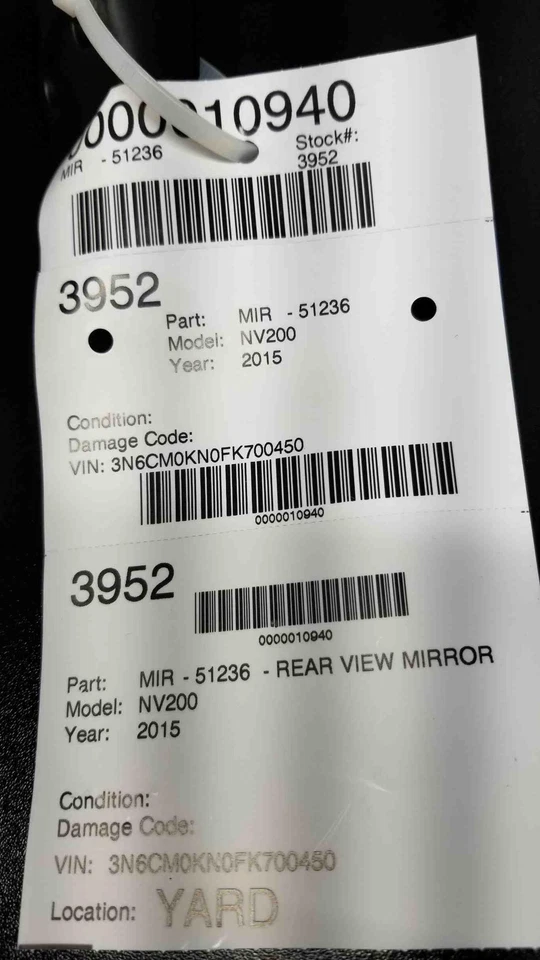 0000010940
MIR - 51236
Stock#:
3952
3952
Part: MIR - 51236
Model: NV200
Year: 2015
Condition:
Damage Code:
VIN: 3N6CM0KN0FK700450
0000010940
3952
0000010940
Part: MIR - 51236 - REAR VIEW MIRROR
Model: NV200
Year: 2015
Condition:
Damage Code:
VIN: 3N6CM0KN0FK700450
Location: YARD